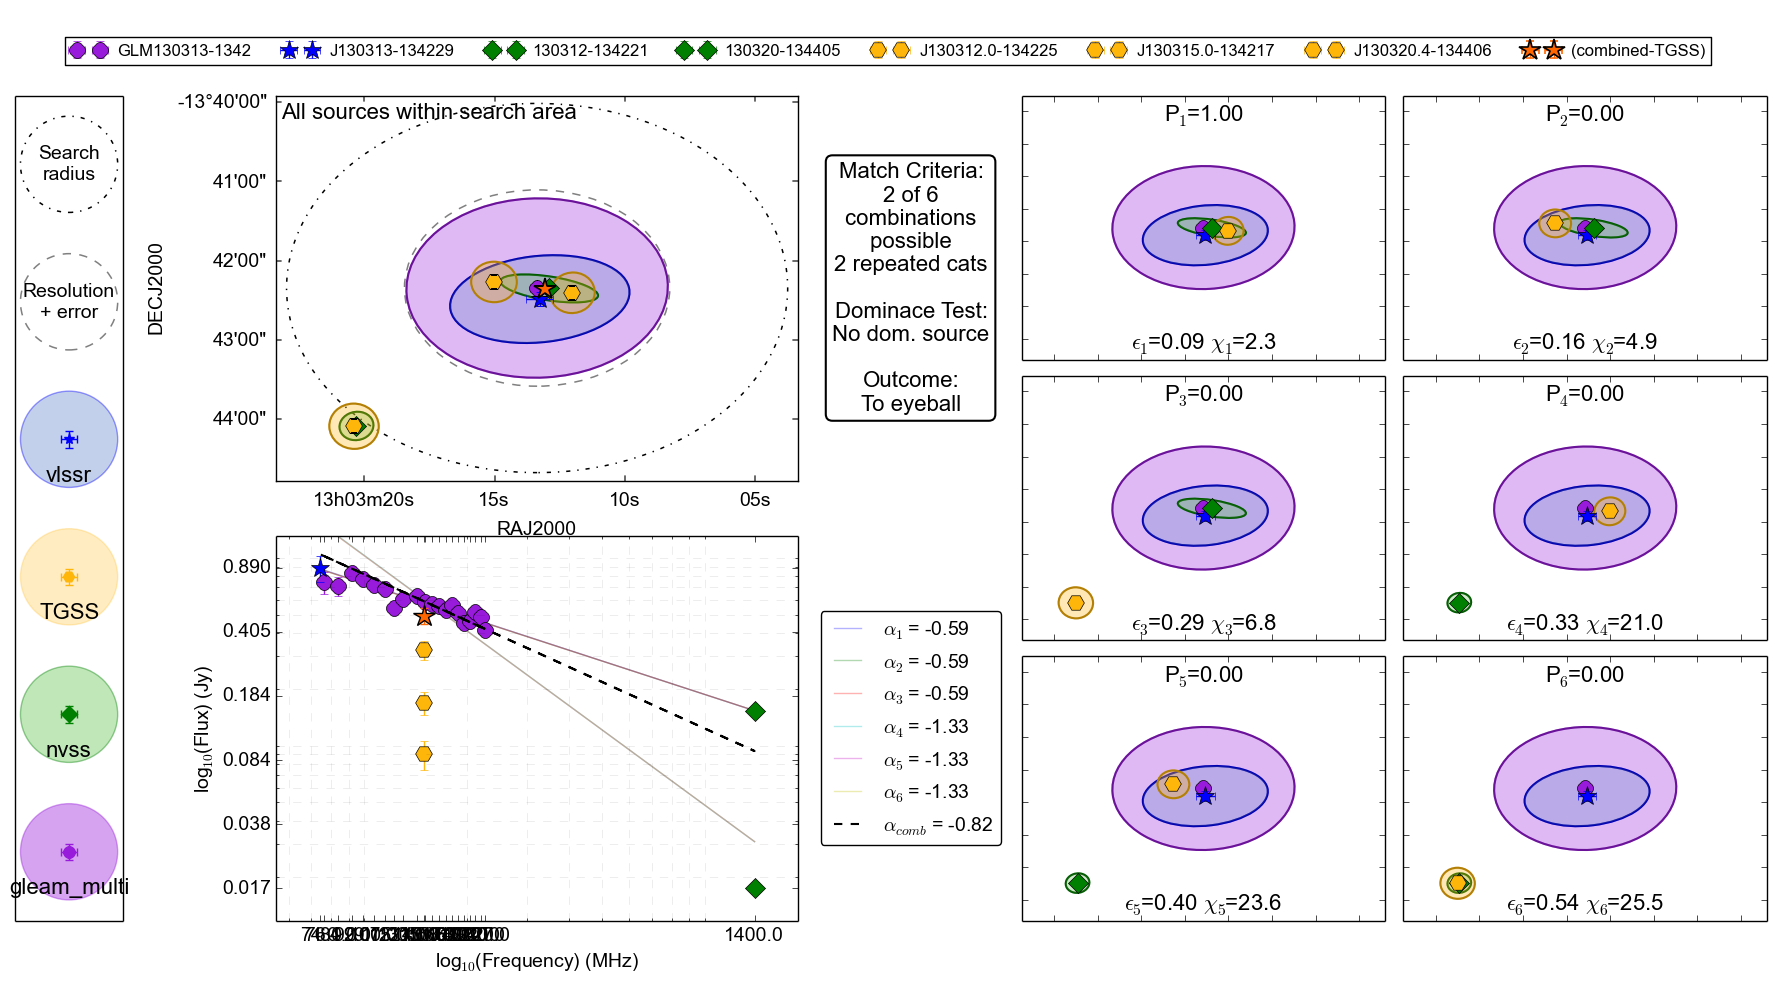 GLM130313-1342 J130313-134229 130312-134221 130320-134405 J130312.0-134225 J130315.0-134217 J130320.4-134406 (combined-TGSS)
Search
radius
Resolution
+ error
vlssr
TGSS
nvss
gleam_multi
All sources within search area
-13°40'00"
41'00"
42'00"
43'00"
44'00"
DECJ2000
13h03m20s 15s 10s 05s
RAJ2000
0.890
0.405
0.184
0.084
0.038
0.017
log10(Flux) (Jy)
1400.0
log10(Frequency) (MHz)
Match Criteria:
2 of 6
combinations
possible
2 repeated cats
Dominace Test:
No dom. source
Outcome:
To eyeball
α1 = -0.59
α2 = -0.59
α3 = -0.59
α4 = -1.33
α5 = -1.33
α6 = -1.33
αcomb = -0.82
P1=1.00
ϵ1=0.09 χ1=2.3
P2=0.00
ϵ2=0.16 χ2=4.9
P3=0.00
ϵ3=0.29 χ3=6.8
P4=0.00
ϵ4=0.33 χ4=21.0
P5=0.00
ϵ5=0.40 χ5=23.6
P6=0.00
ϵ6=0.54 χ6=25.5